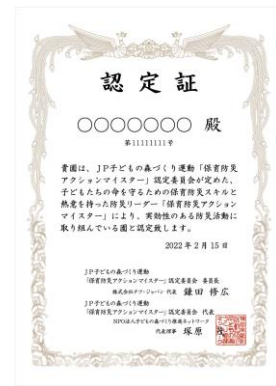 認定証
○○○○○○○ 殿
第11111111号
貴園は、JP子どもの森づくり運動「保育防災
アクションマイスター」認定委員会が定めた、
子どもたちの命を守るための保育防災スキルと
熱意を持った防災リーダー「保育防災アクション
マイスター」により、実効性のある防災活動に
取り組んでいる園と認定致します。
2022年2月15日
JP子どもの森づくり運動
「保育防災アクションマイスター」認定委員会 委員長
株式会社タフ・ジャパン 代表 鎌田 修広
JP子どもの森づくり運動
「保育防災アクションマイスター」認定委員会 代表
NPO法人子どもの森づくり推進ネットワーク
代表理事 塚原